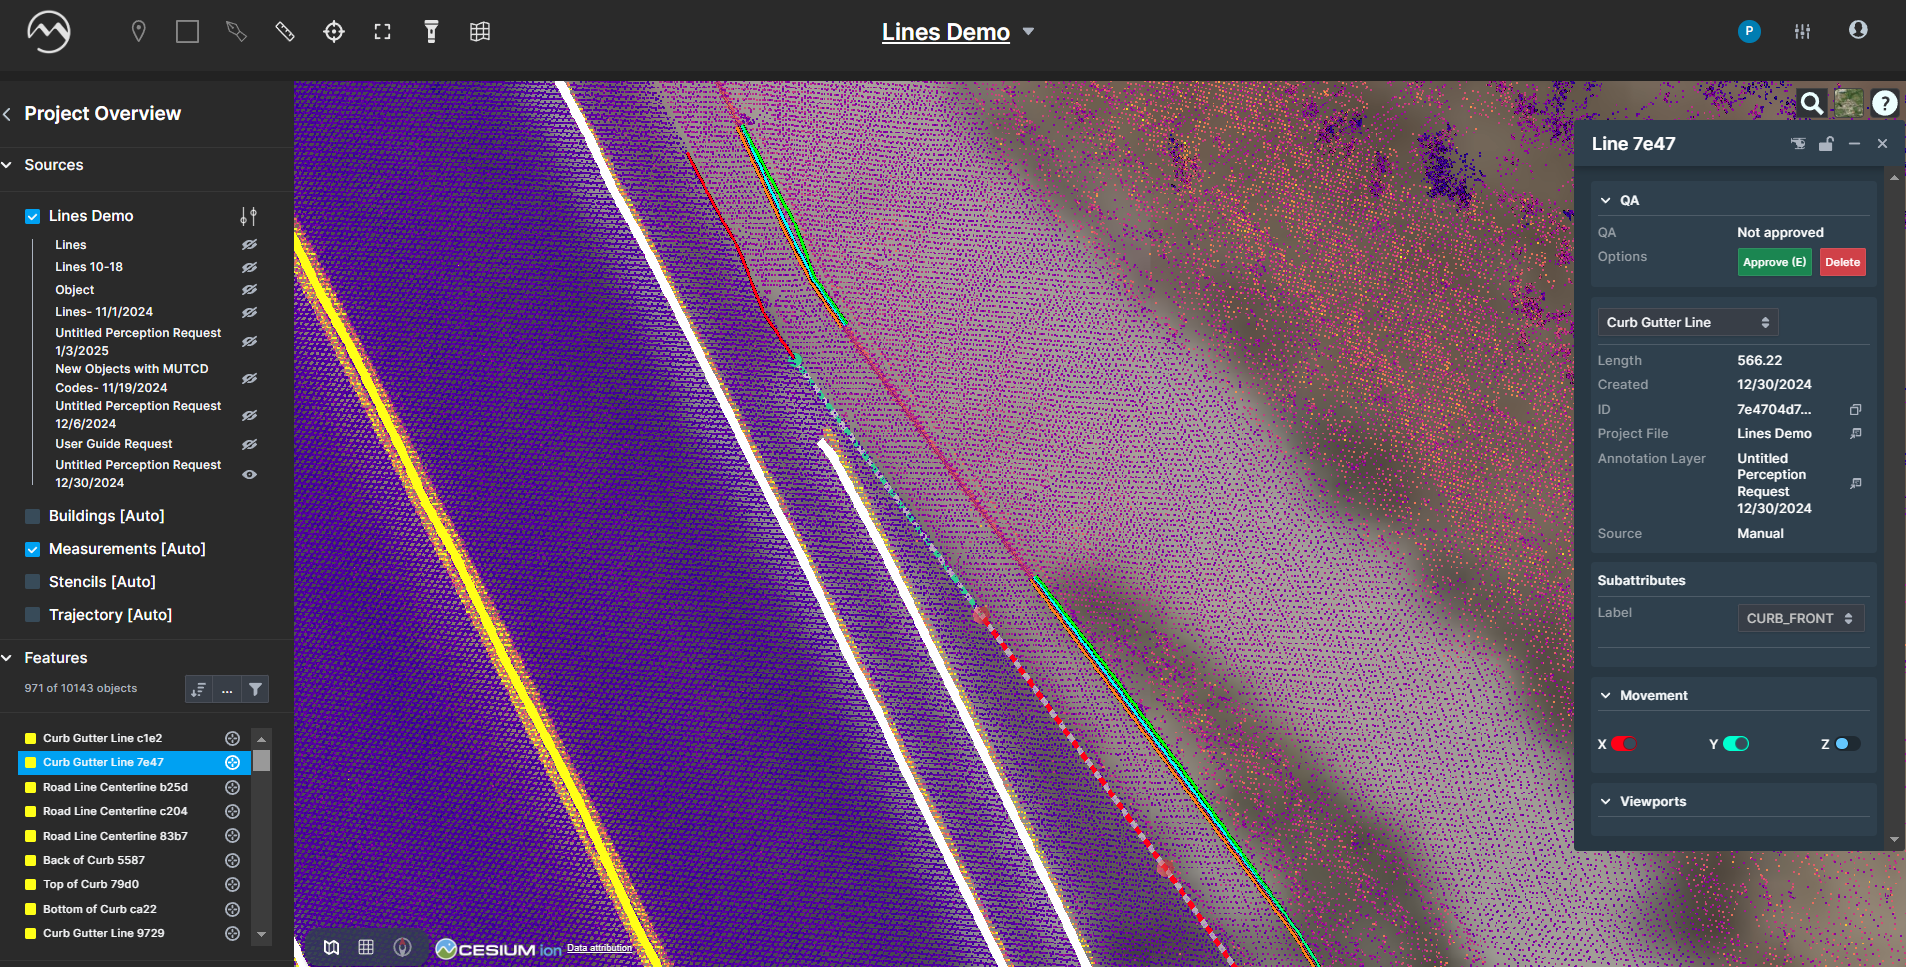 Lines Demo
P
Project Overview
Sources
Lines Demo
Lines
Lines 10-18
Object
Lines- 11/1/2024
Untitled Perception Request
1/3/2025
New Objects with MUTCD
Codes- 11/19/2024
Untitled Perception Request
12/6/2024
User Guide Request
Untitled Perception Request
12/30/2024
Buildings [Auto]
Measurements [Auto]
Stencils [Auto]
Trajectory [Auto]
Features
971 of 10143 objects
...
Curb Gutter Line c1e2
Curb Gutter Line 7e47
Road Line Centerline b25d
Road Line Centerline c204
Road Line Centerline 83b7
Back of Curb 5587
Top of Curb 79d0
Bottom of Curb ca22
Curb Gutter Line 9729
CESIUM ion
Data attribution
?
Line 7e47
QA
QA Not approved
Options Approve (E) Delete
Curb Gutter Line
Length 566.22
Created 12/30/2024
ID 7e4704d7...
Project File Lines Demo
Annotation Layer Untitled
Perception
Request
12/30/2024
Source Manual
Subattributes
Label CURB_FRONT
Movement
X Y Z
Viewports